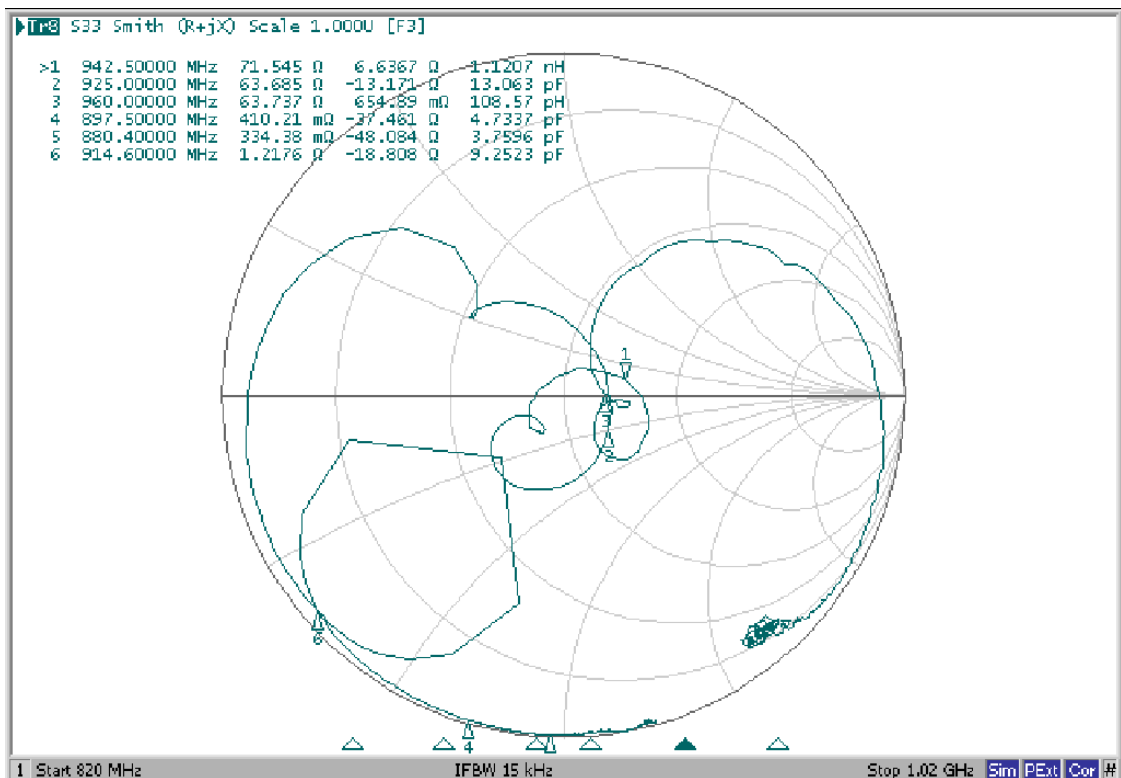 Tr8 S33 Smith (R+jX) Scale 1.000U [F3]
>1 942.50000 MHz 71.545 Ω 6.6367 Ω 1.1207 nH
2 925.00000 MHz 63.685 Ω -13.171 Ω 13.063 pF
3 960.00000 MHz 63.737 Ω 654.89 mΩ 108.57 pH
4 897.50000 MHz 410.21 mΩ -37.461 Ω 4.7337 pF
5 880.40000 MHz 334.38 mΩ -48.084 Ω 3.7596 pF
6 914.60000 MHz 1.2176 Ω -18.808 Ω 9.2523 pF
1
6
4
1 Start 820 MHz IFBW 15 kHz Stop 1.02 GHz Sim PExt Cor #